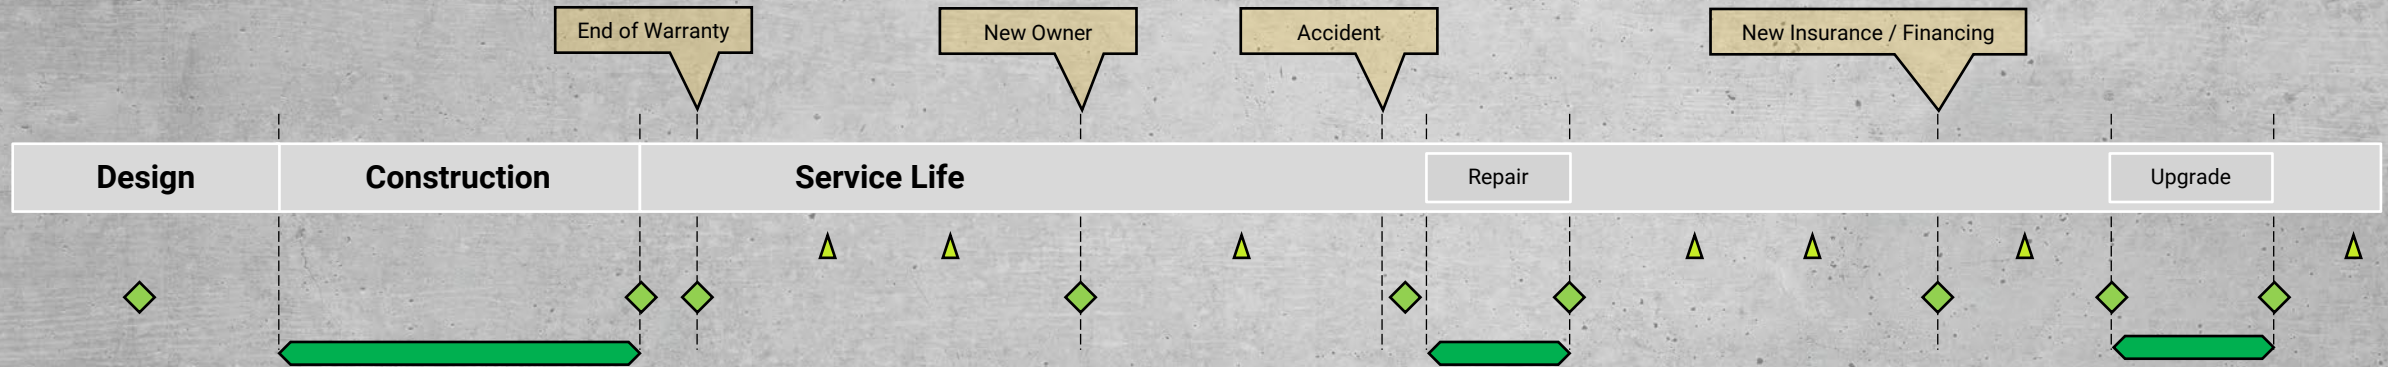 End of Warranty
New Owner
Accident
New Insurance / Financing
Design
Construction
Service Life
Repair
Upgrade